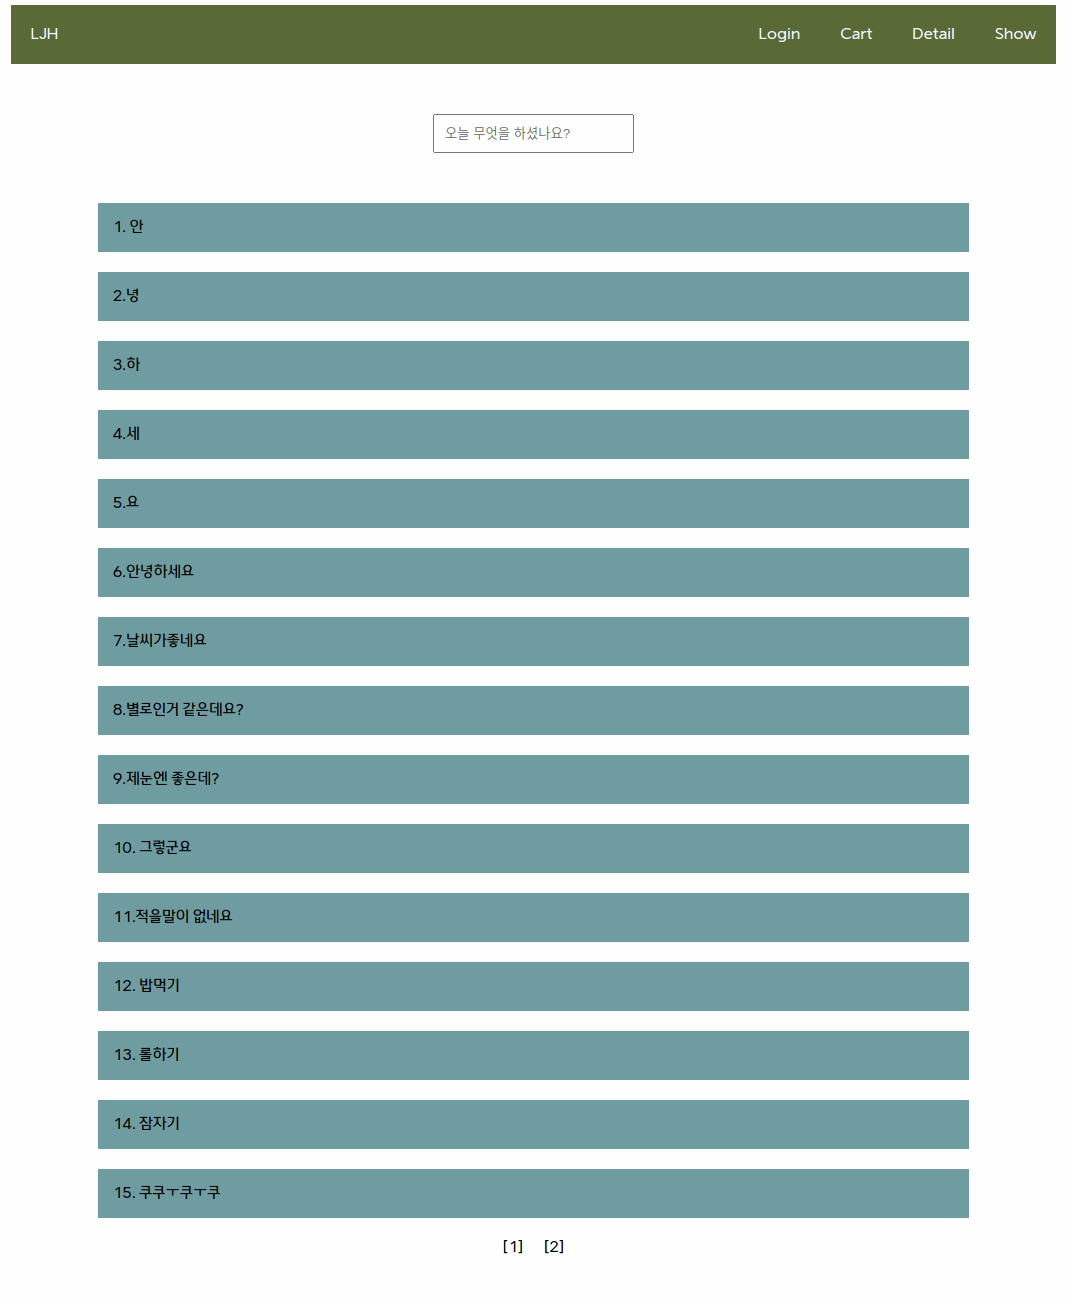 LJH Login Cart Detail Show
오늘 무엇을 하셨나요?
1. 안
2.녕
3.하
4.세
5.요
6.안녕하세요
7.날씨가좋네요
8.별로인거 같은데요?
9.제눈엔 좋은데?
10. 그렇군요
11.적을말이 없네요
12. 밥먹기
13. 롤하기
14. 잠자기
15. 쿠쿠ㅜ쿠ㅜ쿠
[1] [2]